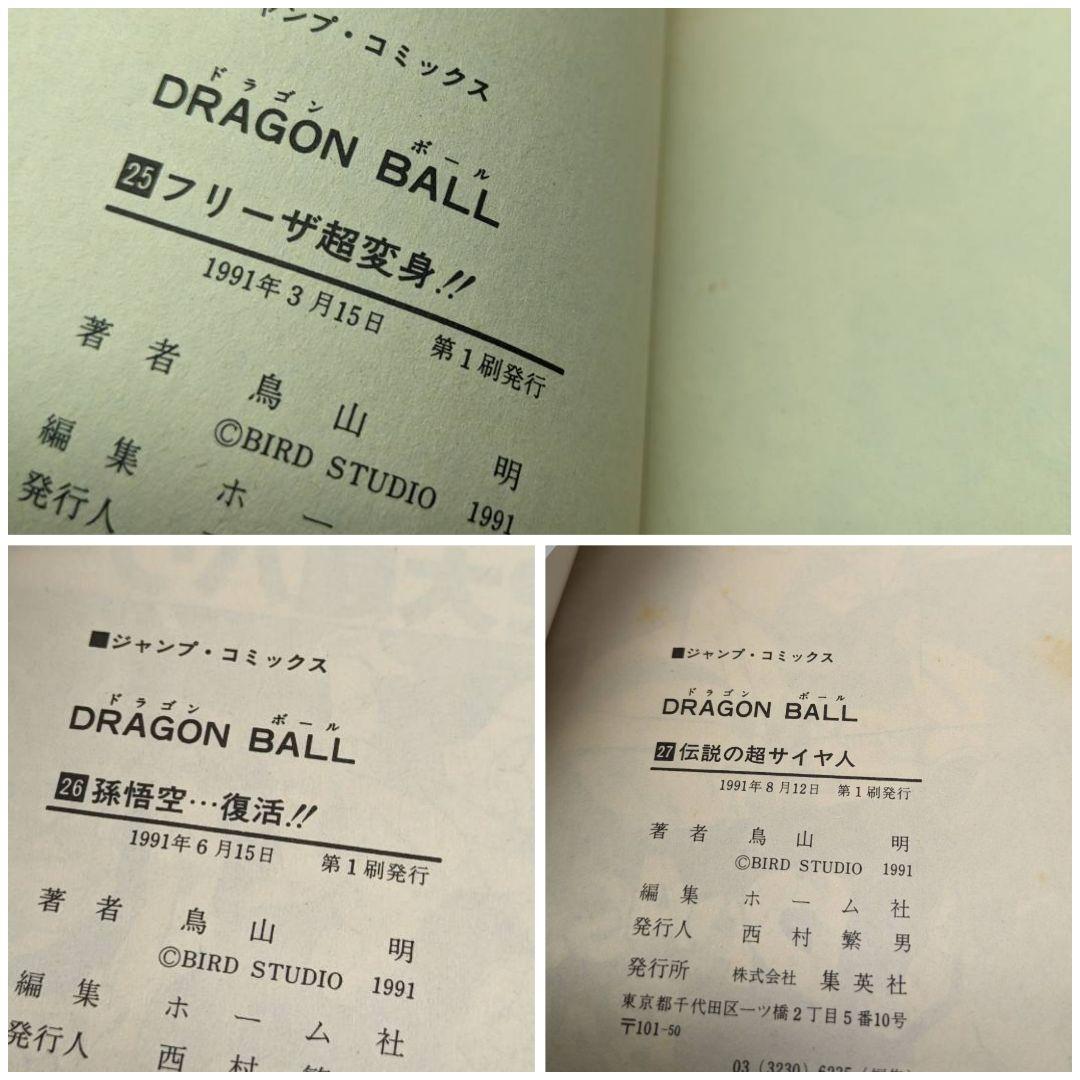 ャンプ・コミックス
ドラゴン ボール
DRAGON BALL
25 フリーザ超変身!!
1991年3月15日 第1刷発行
著者 鳥山明
©BIRD STUDIO 1991
編集 ホー
発行人
■ジャンプ・コミックス
ドラゴン ボール
DRAGON BALL
26 孫悟空…復活!!
1991年6月15日 第1刷発行
著者 鳥山明
©BIRD STUDIO 1991
編集 ホーム社
発行人 西村繁
■ジャンプ・コミックス
ドラゴン ボール
DRAGON BALL
27 伝説の超サイヤ人
1991年8月12日 第1刷発行
著者 鳥山明
©BIRD STUDIO 1991
編集 ホーム社
発行人 西村繁男
発行所 株式会社 集英社
東京都千代田区一ツ橋2丁目5番10号
〒101-50
03 (3230)